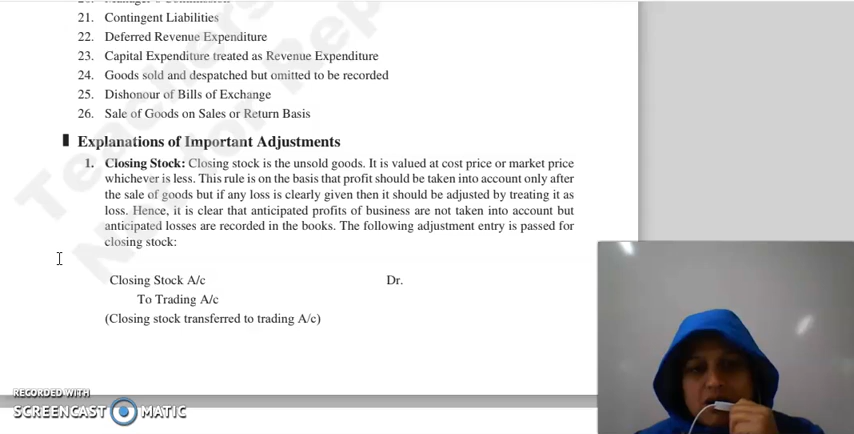 21. Contingent Liabilities
22. Deferred Revenue Expenditure
23. Capital Expenditure treated as Revenue Expenditure
24. Goods sold and despatched but omitted to be recorded
25. Dishonour of Bills of Exchange
26. Sale of Goods on Sales or Return Basis
Explanations of Important Adjustments
1. Closing Stock: Closing stock is the unsold goods. It is valued at cost price or market price
whichever is less. This rule is on the basis that profit should be taken into account only after
the sale of goods but if any loss is clearly given then it should be adjusted by treating it as
loss. Hence, it is clear that anticipated profits of business are not taken into account but
anticipated losses are recorded in the books. The following adjustment entry is passed for
closing stock:
Closing Stock A/c Dr.
To Trading A/c
(Closing stock transferred to trading A/c)
RECORDED WITH
SCREENCAST MATIC